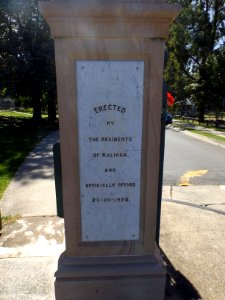 ERECTED
BY
THE RESIDENTS
OF KALINGA,
AND
OFFICIALLY OPENED
23-10-1920.